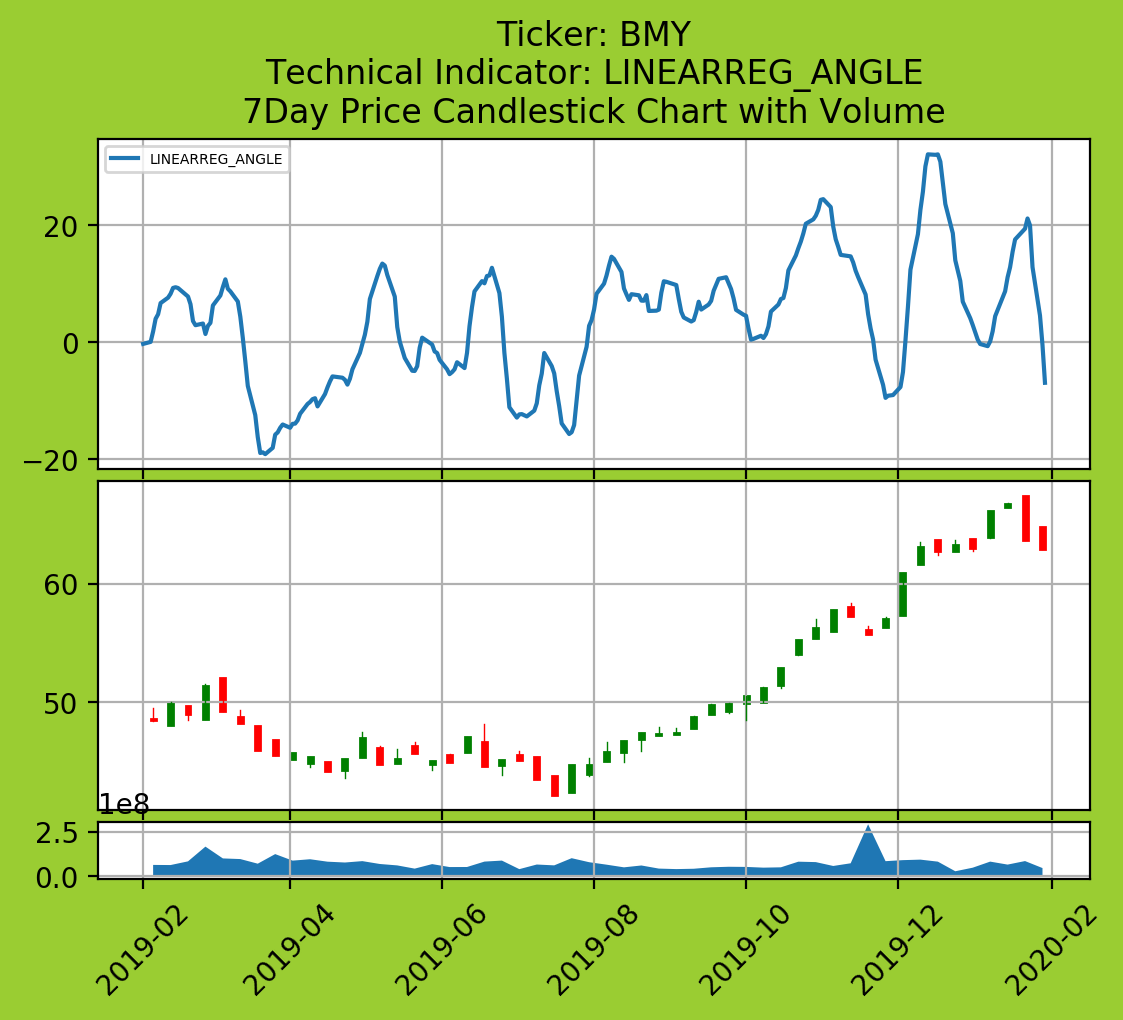 Ticker: BMY
Technical Indicator: LINEARREG_ANGLE
7Day Price Candlestick Chart with Volume
LINEARREG_ANGLE
20
0
−20
60
50
1e8
2.5
0.0
2019-02
2019-04
2019-06
2019-08
2019-10
2019-12
2020-02